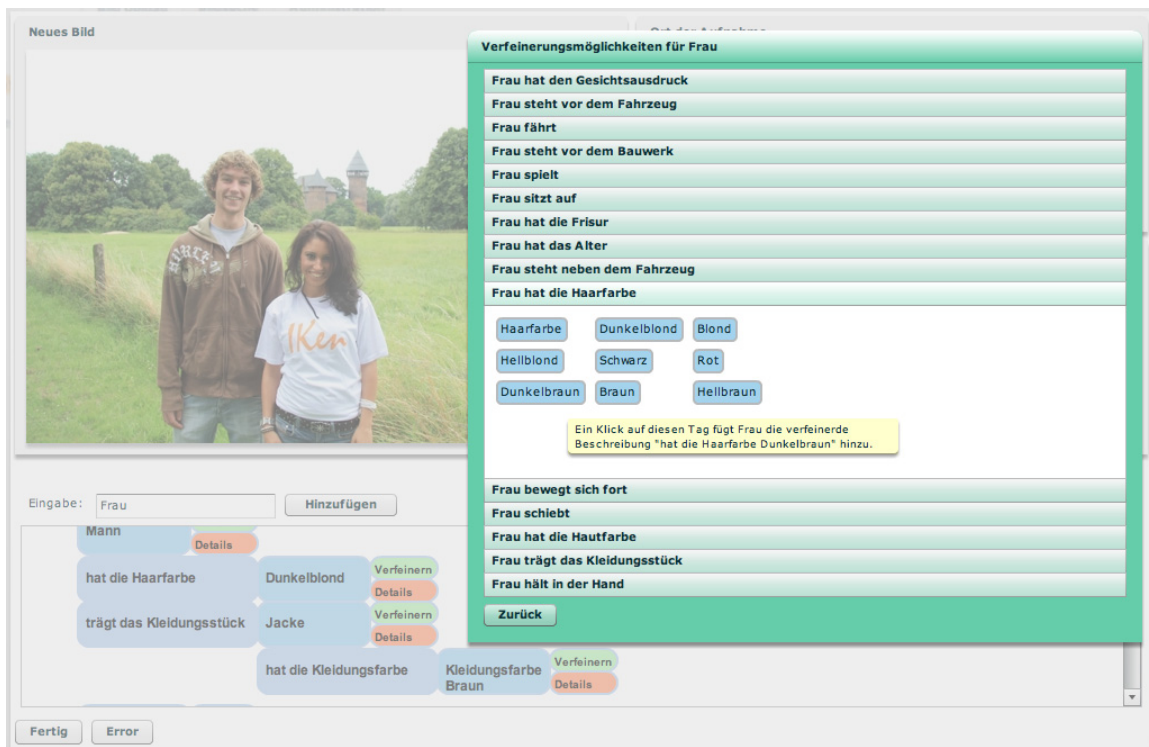 Neues Bild
Ort der Aufnahme
Verfeinerungsmöglichkeiten für Frau
Frau hat den Gesichtsausdruck
Frau steht vor dem Fahrzeug
Frau fährt
Frau steht vor dem Bauwerk
Frau spielt
Frau sitzt auf
Frau hat die Frisur
Frau hat das Alter
Frau steht neben dem Fahrzeug
Frau hat die Haarfarbe
Haarfarbe Dunkelblond Blond
Hellblond Schwarz Rot
Dunkelbraun Braun Hellbraun
Ein Klick auf diesen Tag fügt Frau die verfeinerde
Beschreibung "hat die Haarfarbe Dunkelbraun" hinzu.
Frau bewegt sich fort
Frau schiebt
Frau hat die Hautfarbe
Frau trägt das Kleidungsstück
Frau hält in der Hand
Zurück
IKen
Eingabe: Frau Hinzufügen
Mann
Details
hat die Haarfarbe Dunkelblond Verfeinern
Details
trägt das Kleidungsstück Jacke Verfeinern
Details
hat die Kleidungsfarbe Kleidungsfarbe Braun Verfeinern
Details
Fertig Error